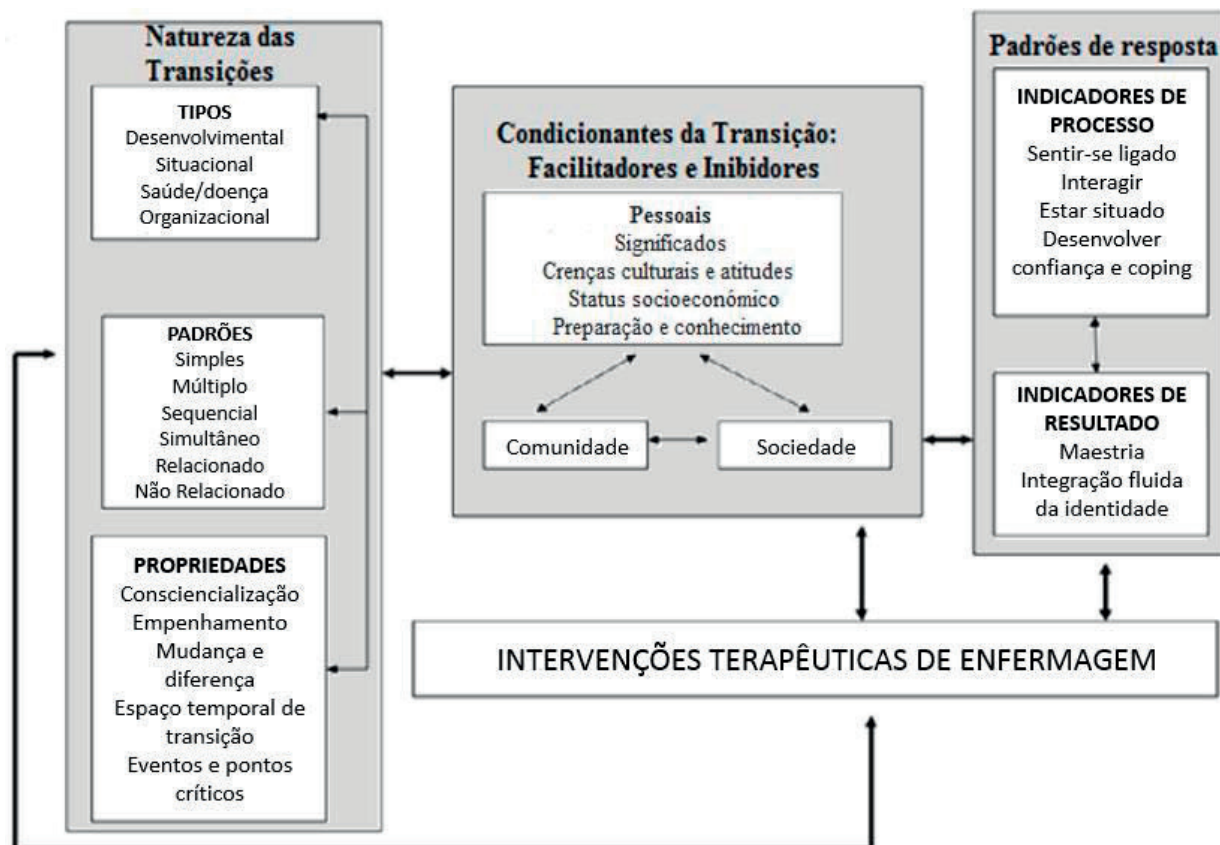 Natureza das
Transições
TIPOS
Desenvolvimental
Situacional
Saúde/doença
Organizacional
PADRÕES
Simples
Múltiplo
Sequencial
Simultâneo
Relacionado
Não Relacionado
PROPRIEDADES
Consciencialização
Empenhamento
Mudança e
diferença
Espaço temporal de
transição
Eventos e pontos
críticos
Condicionantes da Transição:
Facilitadores e Inibidores
Pessoais
Significados
Crenças culturais e atitudes
Status socioeconómico
Preparação e conhecimento
Comunidade
Sociedade
Padrões de resposta
INDICADORES DE
PROCESSO
Sentir-se ligado
Interagir
Estar situado
Desenvolver
confiança e coping
INDICADORES DE
RESULTADO
Maestria
Integração fluida
da identidade
INTERVENÇÕES TERAPÊUTICAS DE ENFERMAGEM